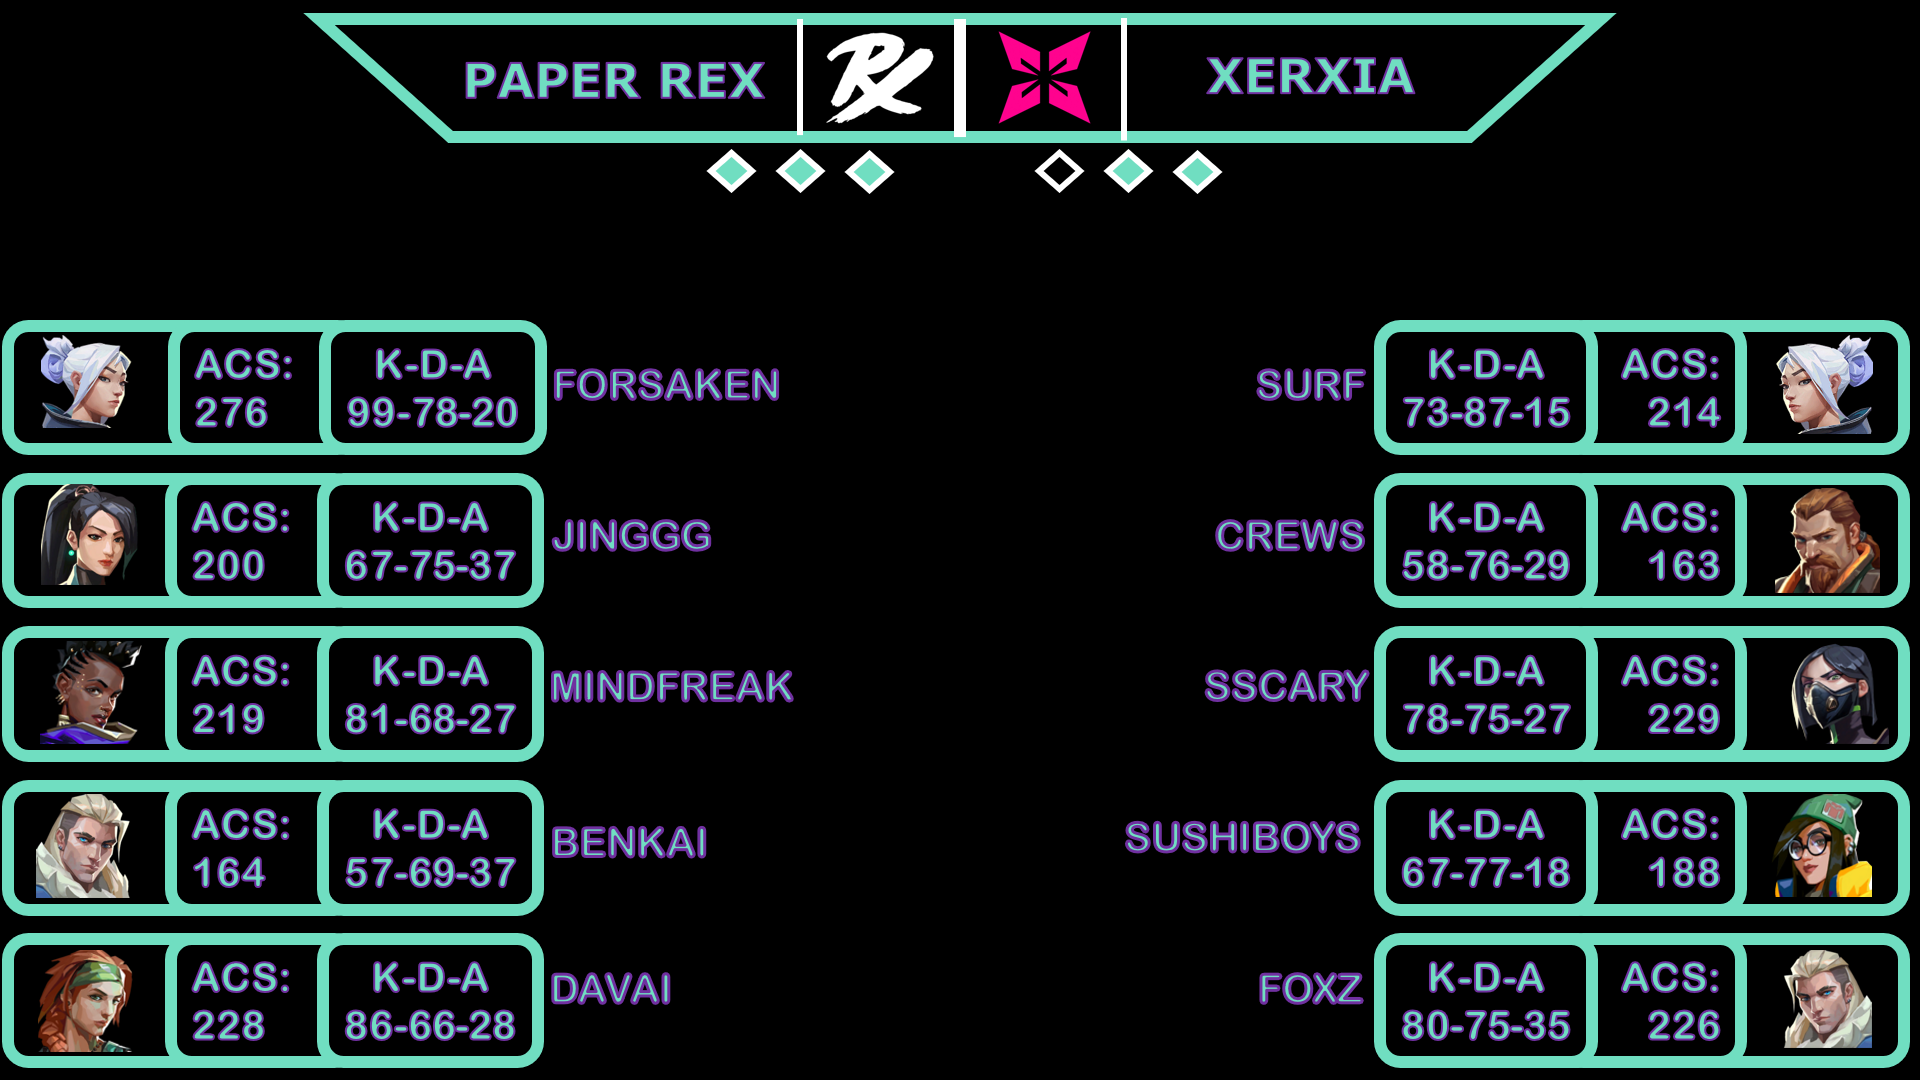 PAPER REX
XERXIA
ACS:
276
K-D-A
99-78-20
FORSAKEN
SURF
K-D-A
73-87-15
ACS:
214
ACS:
200
K-D-A
67-75-37
JINGGG
CREWS
K-D-A
58-76-29
ACS:
163
ACS:
219
K-D-A
81-68-27
MINDFREAK
SSCARY
K-D-A
78-75-27
ACS:
229
ACS:
164
K-D-A
57-69-37
BENKAI
SUSHIBOYS
K-D-A
67-77-18
ACS:
188
ACS:
228
K-D-A
86-66-28
DAVAI
FOXZ
K-D-A
80-75-35
ACS:
226